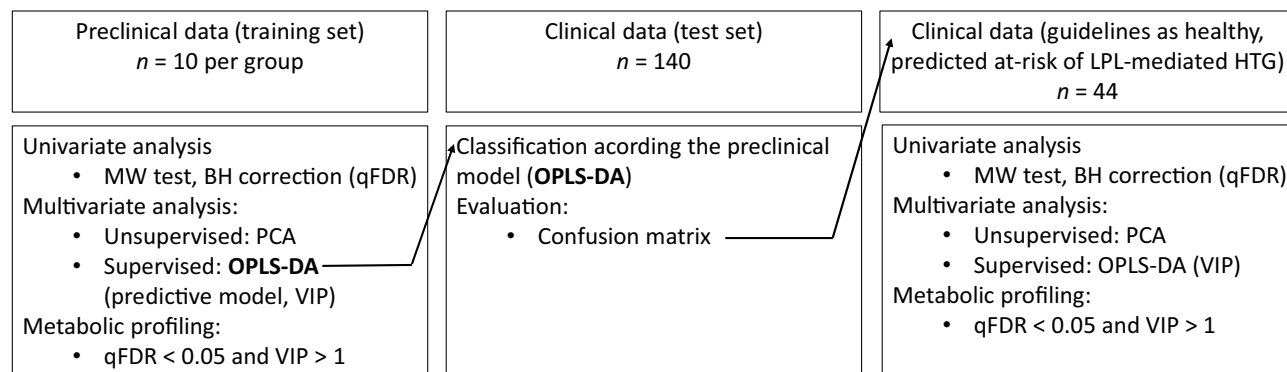 Preclinical data (training set)
n = 10 per group
Univariate analysis
• MW test, BH correction (qFDR)
Multivariate analysis:
• Unsupervised: PCA
• Supervised: OPLS-DA
(predictive model, VIP)
Metabolic profiling:
• qFDR < 0.05 and VIP > 1
Clinical data (test set)
n = 140
Classification acording the preclinical
model (OPLS-DA)
Evaluation:
• Confusion matrix
Clinical data (guidelines as healthy,
predicted at-risk of LPL-mediated HTG)
n = 44
Univariate analysis
• MW test, BH correction (qFDR)
Multivariate analysis:
• Unsupervised: PCA
• Supervised: OPLS-DA (VIP)
Metabolic profiling:
• qFDR < 0.05 and VIP > 1